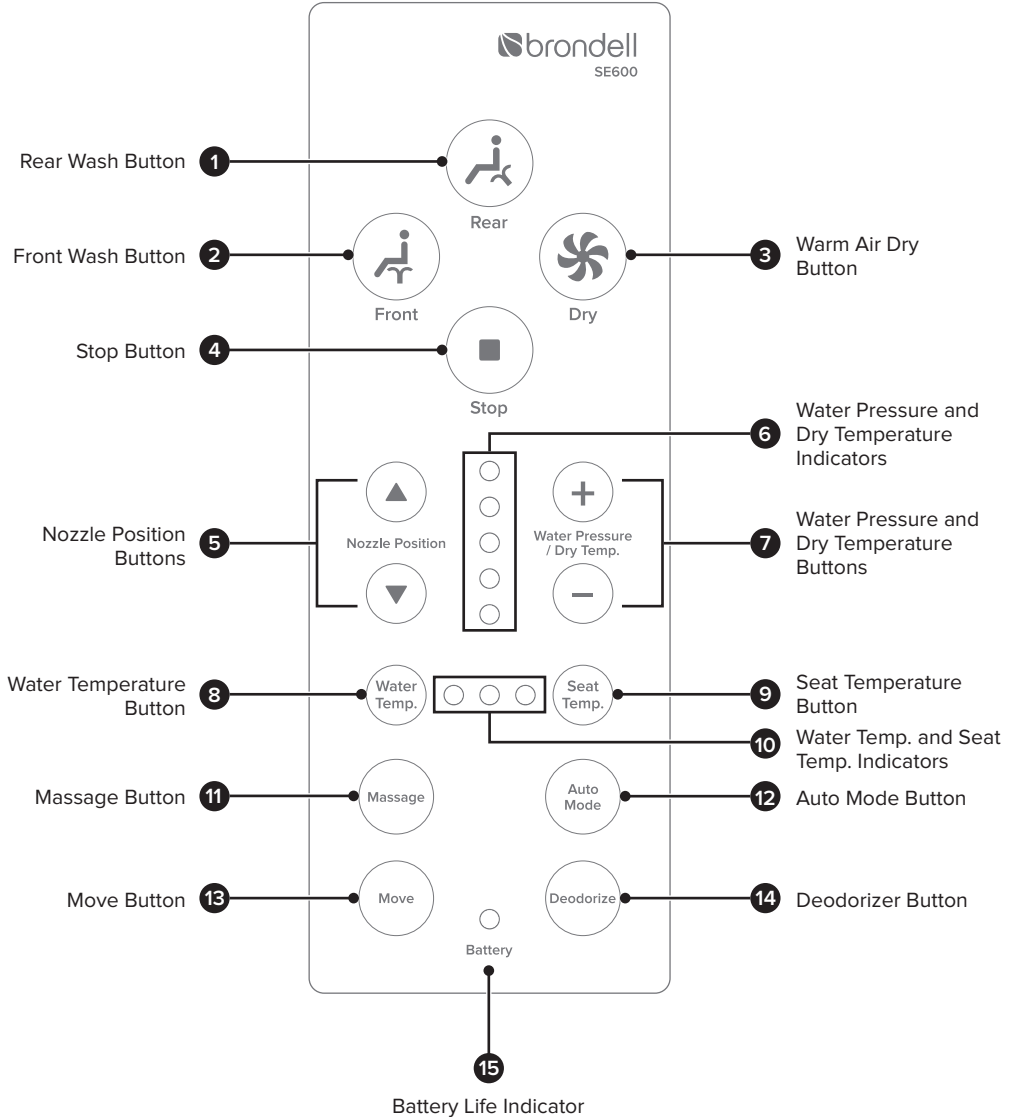 brondell
SE600
Rear Wash Button 1
Rear
Front Wash Button 2
3 Warm Air Dry
Button
Front
Dry
Stop Button 4
Stop
6 Water Pressure and
Dry Temperature
Indicators
Nozzle Position
Buttons
5
Nozzle Position
Water Pressure
/ Dry Temp.
7 Water Pressure and
Dry Temperature
Buttons
Water Temperature
Button
8
Water
Temp.
Seat
Temp.
9 Seat Temperature
Button
10 Water Temp. and Seat
Temp. Indicators
Massage Button 11
Massage
Auto
Mode
12 Auto Mode Button
Move Button 13
Move
Deodorize
14 Deodorizer Button
Battery
15
Battery Life Indicator